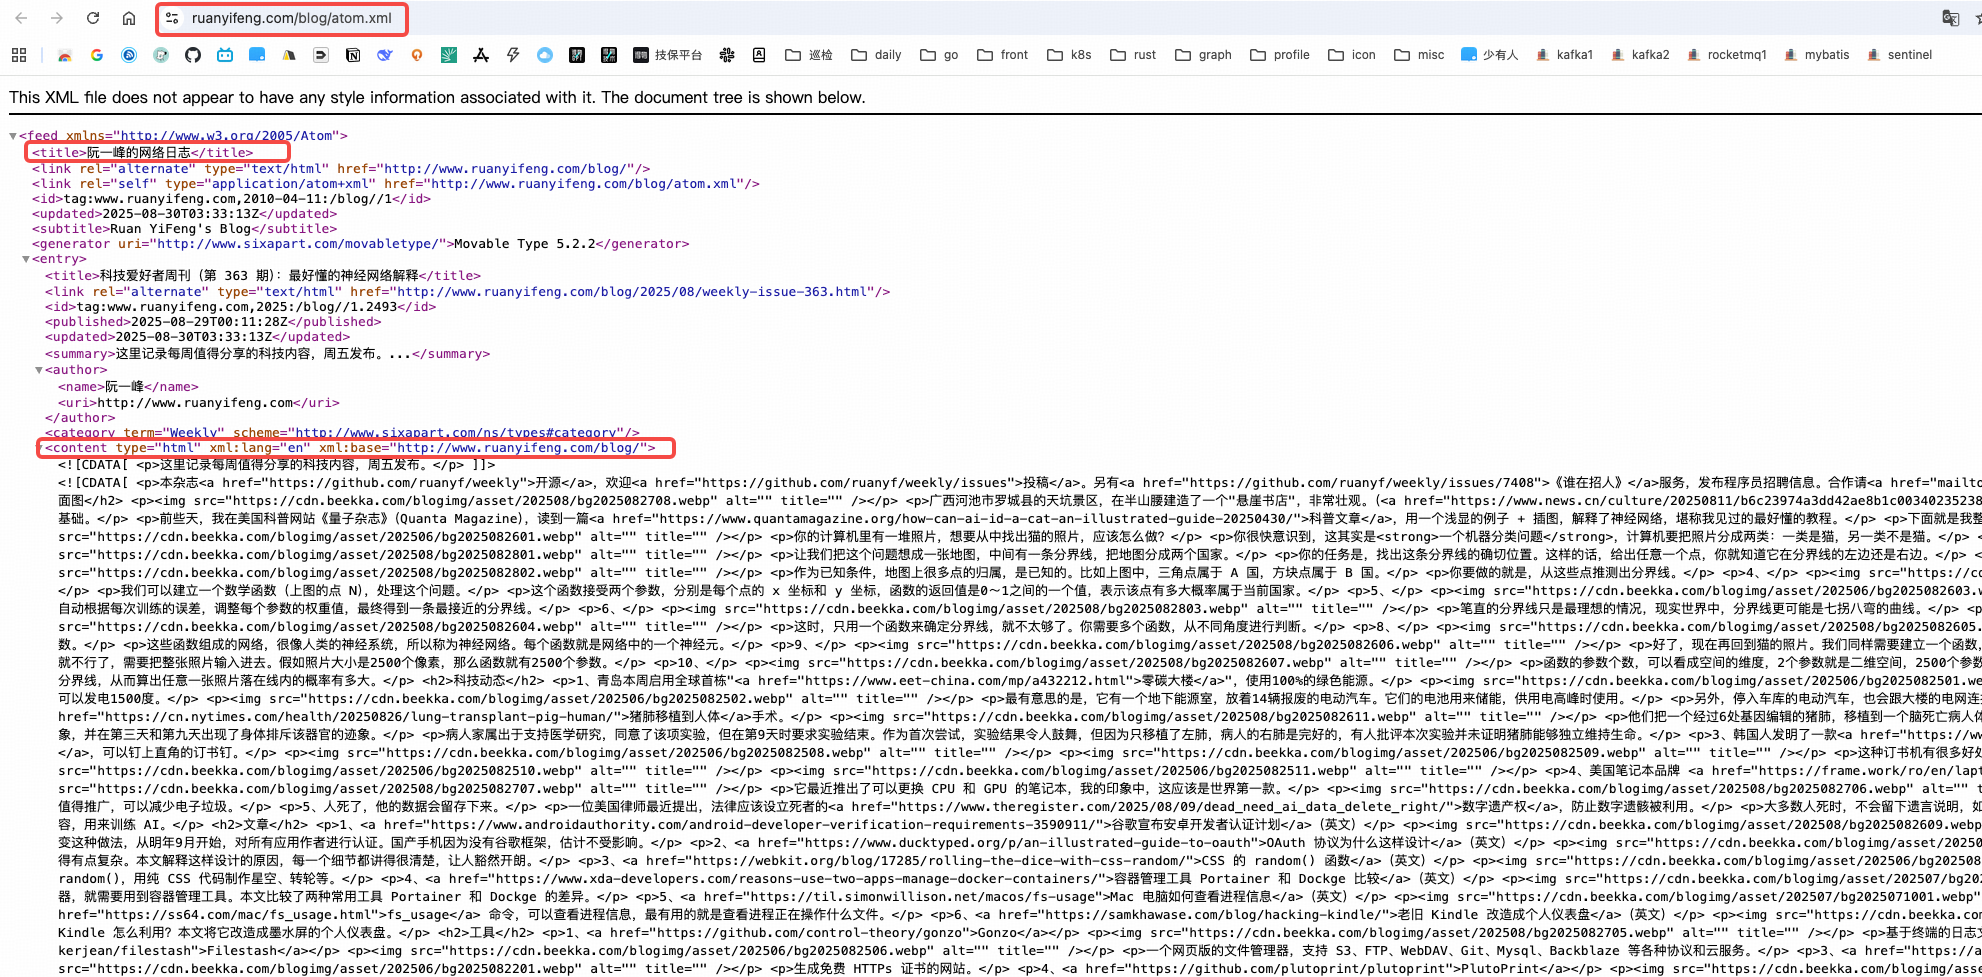 ruanyifeng.com/blog/atom.xml
技保平台 巡检 daily go front k8s rust graph profile icon misc 少有人 kafka1 kafka2 rocketmq1 mybatis sentinel
This XML file does not appear to have any style information associated with it. The document tree is shown below.
<feed xmlns="http://www.w3.org/2005/Atom">
<title>阮一峰的网络日志</title>
<link rel="alternate" type="text/html" href="http://www.ruanyifeng.com/blog/"/>
<link rel="self" type="application/atom+xml" href="http://www.ruanyifeng.com/blog/atom.xml"/>
<id>tag:www.ruanyifeng.com,2010-04-11:/blog//1</id>
<updated>2025-08-30T03:33:13Z</updated>
<subtitle>Ruan YiFeng's Blog</subtitle>
<generator uri="http://www.sixapart.com/movabletype/">Movable Type 5.2.2</generator>
<entry>
<title>科技爱好者周刊（第 363 期）：最好懂的神经网络解释</title>
<link rel="alternate" type="text/html" href="http://www.ruanyifeng.com/blog/2025/08/weekly-issue-363.html"/>
<id>tag:www.ruanyifeng.com,2025:/blog//1.2493</id>
<published>2025-08-29T00:11:28Z</published>
<updated>2025-08-30T03:33:13Z</updated>
<summary>这里记录每周值得分享的科技内容，周五发布。...</summary>
<author>
<name>阮一峰</name>
<uri>http://www.ruanyifeng.com</uri>
</author>
<category term="Weekly" scheme="http://www.sixapart.com/ns/types#category"/>
<content type="html" xml:lang="en" xml:base="http://www.ruanyifeng.com/blog/">
<![CDATA[ <p>这里记录每周值得分享的科技内容，周五发布。</p> ]]>
<![CDATA[ <p>本杂志<a href="https://github.com/ruanyf/weekly">开源</a>，欢迎<a href="https://github.com/ruanyf/weekly/issues">投稿</a>。另有<a href="https://github.com/ruanyf/weekly/issues/7408">《谁在招人》</a>服务，发布程序员招聘信息。合作请<a href="mailto
面图</h2> <p><img src="https://cdn.beekka.com/blogimg/asset/202508/bg2025082708.webp" alt="" title="" /></p> <p>广西河池市罗城县的天坑景区，在半山腰建造了一个"悬崖书店"，非常壮观。(<a href="https://www.news.cn/culture/20250811/b6c23974a3dd42ae8b1c00340235238
基础。</p> <p>前些天，我在美国科普网站《量子杂志》（Quanta Magazine），读到一篇<a href="https://www.quantamagazine.org/how-can-ai-id-a-cat-an-illustrated-guide-20250430/">科普文章</a>，用一个浅显的例子 + 插图，解释了神经网络，堪称我见过的最好懂的教程。</p> <p>下面就是我整
src="https://cdn.beekka.com/blogimg/asset/202506/bg2025082601.webp" alt="" title="" /></p> <p>你的计算机里有一堆照片，想要从中找出猫的照片，应该怎么做？</p> <p>你很快意识到，这其实是<strong>一个机器分类问题</strong>，计算机要把照片分成两类：一类是猫，另一类不是猫。</p> <
src="https://cdn.beekka.com/blogimg/asset/202508/bg2025082801.webp" alt="" title="" /></p> <p>让我们把这个问题想成一张地图，中间有一条分界线，把地图分成两个国家。</p> <p>你的任务是，找出这条分界线的确切位置。这样的话，给出任意一个点，你就知道它在分界线的左边还是右边。</p> <
src="https://cdn.beekka.com/blogimg/asset/202508/bg2025082802.webp" alt="" title="" /></p> <p>作为已知条件，地图上很多点的归属，是已知的。比如上图中，三角点属于 A 国，方块点属于 B 国。</p> <p>你要做的就是，从这些点推测出分界线。</p> <p>4、</p> <p><img src="https://cd
</p> <p>我们可以建立一个数学函数（上图的点 N），处理这个问题。</p> <p>这个函数接受两个参数，分别是每个点的 x 坐标和 y 坐标，函数的返回值是0～1之间的一个值，表示该点有多大概率属于当前国家。</p> <p>5、</p> <p><img src="https://cdn.beekka.com/blogimg/asset/202506/bg2025082603.w
自动根据每次训练的误差，调整每个参数的权重值，最终得到一条最接近的分界线。</p> <p>6、</p> <p><img src="https://cdn.beekka.com/blogimg/asset/202508/bg2025082803.webp" alt="" title="" /></p> <p>笔直的分界线只是最理想的情况，现实世界中，分界线更可能是七拐八弯的曲线。</p> <p
src="https://cdn.beekka.com/blogimg/asset/202508/bg2025082604.webp" alt="" title="" /></p> <p>这时，只用一个函数来确定分界线，就不太够了。你需要多个函数，从不同角度进行判断。</p> <p>8、</p> <p><img src="https://cdn.beekka.com/blogimg/asset/202508/bg2025082605.
数。</p> <p>这些函数组成的网络，很像人类的神经系统，所以称为神经网络。每个函数就是网络中的一个神经元。</p> <p>9、</p> <p><img src="https://cdn.beekka.com/blogimg/asset/202508/bg2025082606.webp" alt="" title="" /></p> <p>好了，现在再回到猫的照片。我们同样需要建立一个函数，
就不行了，需要把整张照片输入进去。假如照片大小是2500个像素，那么函数就有2500个参数。</p> <p>10、</p> <p><img src="https://cdn.beekka.com/blogimg/asset/202508/bg2025082607.webp" alt="" title="" /></p> <p>函数的参数个数，可以看成空间的维度，2个参数就是二维空间，2500个参数
分界线，从而算出任意一张照片落在线内的概率有多大。</p> <h2>科技动态</h2> <p>1、青岛本周启用全球首栋"<a href="https://www.eet-china.com/mp/a432212.html">零碳大楼</a>"，使用100%的绿色能源。</p> <p><img src="https://cdn.beekka.com/blogimg/asset/202506/bg2025082501.we
可以发电1500度。</p> <p><img src="https://cdn.beekka.com/blogimg/asset/202506/bg2025082502.webp" alt="" title="" /></p> <p>最有意思的是，它有一个地下能源室，放着14辆报废的电动汽车。它们的电池用来储能，供用电高峰时使用。</p> <p>另外，停入车库的电动汽车，也会跟大楼的电网连
href="https://cn.nytimes.com/health/20250826/lung-transplant-pig-human/">猪肺移植到人体</a>手术。</p> <p><img src="https://cdn.beekka.com/blogimg/asset/202508/bg2025082611.webp" alt="" title="" /></p> <p>他们把一个经过6处基因编辑的猪肺，移植到一个脑死亡病人体
象，并在第三天和第九天出现了身体排斥该器官的迹象。</p> <p>病人家属出于支持医学研究，同意了该项实验，但在第9天时要求实验结束。作为首次尝试，实验结果令人鼓舞，但因为只移植了左肺，病人的右肺是完好的，有人批评本次实验并未证明猪肺能够独立维持生命。</p> <p>3、韩国人发明了一款<a href="https://w
</a>，可以钉上直角的订书钉。</p> <p><img src="https://cdn.beekka.com/blogimg/asset/202506/bg2025082508.webp" alt="" title="" /></p> <p><img src="https://cdn.beekka.com/blogimg/asset/202506/bg2025082509.webp" alt="" title="" /></p> <p>这种订书机有很多好处
src="https://cdn.beekka.com/blogimg/asset/202506/bg2025082510.webp" alt="" title="" /></p> <p><img src="https://cdn.beekka.com/blogimg/asset/202506/bg2025082511.webp" alt="" title="" /></p> <p>4、美国笔记本品牌 <a href="https://frame.work/ro/en/lapt
src="https://cdn.beekka.com/blogimg/asset/202508/bg2025082707.webp" alt="" title="" /></p> <p>它最近推出了可以更换 CPU 和 GPU 的笔记本，我的印象中，这应该是世界第一款。</p> <p><img src="https://cdn.beekka.com/blogimg/asset/202508/bg2025082706.webp" alt="" t
值得推广，可以减少电子垃圾。</p> <p>5、人死了，他的数据会留存下来。</p> <p>一位美国律师最近提出，法律应该设立死者的<a href="https://www.theregister.com/2025/08/09/dead_need_ai_data_delete_right/">数字遗产权</a>，防止数字遗骸被利用。</p> <p>大多数人死时，不会留下遗言说明，如
容，用来训练 AI。</p> <h2>文章</h2> <p>1、<a href="https://www.androidauthority.com/android-developer-verification-requirements-3590911/">谷歌宣布安卓开发者认证计划</a>（英文）</p> <p><img src="https://cdn.beekka.com/blogimg/asset/202508/bg2025082609.webp"
变这种做法，从明年9月开始，对所有应用作者进行认证。国产手机因为没有谷歌框架，估计不受影响。</p> <p>2、<a href="https://www.ducktyped.org/p/an-illustrated-guide-to-oauth">OAuth 协议为什么这样设计</a>（英文）</p> <p><img src="https://cdn.beekka.com/blogimg/asset/202508/
得有点复杂。本文解释这样设计的原因，每一个细节都讲得很清楚，让人豁然开朗。</p> <p>3、<a href="https://webkit.org/blog/17285/rolling-the-dice-with-css-random/">CSS 的 random() 函数</a>（英文）</p> <p><img src="https://cdn.beekka.com/blogimg/asset/202506/bg202508
random()，用纯 CSS 代码制作星空、转轮等。</p> <p>4、<a href="https://www.xda-developers.com/reasons-use-two-apps-manage-docker-containers/">容器管理工具 Portainer 和 Dockge 比较</a>（英文）</p> <p><img src="https://cdn.beekka.com/blogimg/asset/202507/bg202
器，就需要用到容器管理工具。本文比较了两种常用工具 Portainer 和 Dockge 的差异。</p> <p>5、<a href="https://til.simonwillison.net/macos/fs-usage">Mac 电脑如何查看进程信息</a>（英文）</p> <p><img src="https://cdn.beekka.com/blogimg/asset/202507/bg2025071001.webp" alt=
href="https://ss64.com/mac/fs_usage.html">fs_usage</a> 命令，可以查看进程信息，最有用的就是查看进程正在操作什么文件。</p> <p>6、<a href="https://samkhawase.com/blog/hacking-kindle/">老旧 Kindle 改造成个人仪表盘</a>（英文）</p> <p><img src="https://cdn.beekka.com
Kindle 怎么利用？本文将它改造成墨水屏的个人仪表盘。</p> <h2>工具</h2> <p>1、<a href="https://github.com/control-theory/gonzo">Gonzo</a></p> <p><img src="https://cdn.beekka.com/blogimg/asset/202508/bg2025082705.webp" alt="" title="" /></p> <p>基于终端的日志文
kerjean/filestash">Filestash</a></p> <p><img src="https://cdn.beekka.com/blogimg/asset/202506/bg2025082506.webp" alt="" title="" /></p> <p>一个网页版的文件管理器，支持 S3、FTP、WebDAV、Git、Mysql、Backblaze 等各种协议和云服务。</p> <p>3、<a href="https://a
src="https://cdn.beekka.com/blogimg/asset/202506/bg2025082201.webp" alt="" title="" /></p> <p>生成免费 HTTPs 证书的网站。</p> <p>4、<a href="https://github.com/plutoprint/plutoprint">PlutoPrint</a></p> <p><img src="https://cdn.beekka.com/blogimg/as